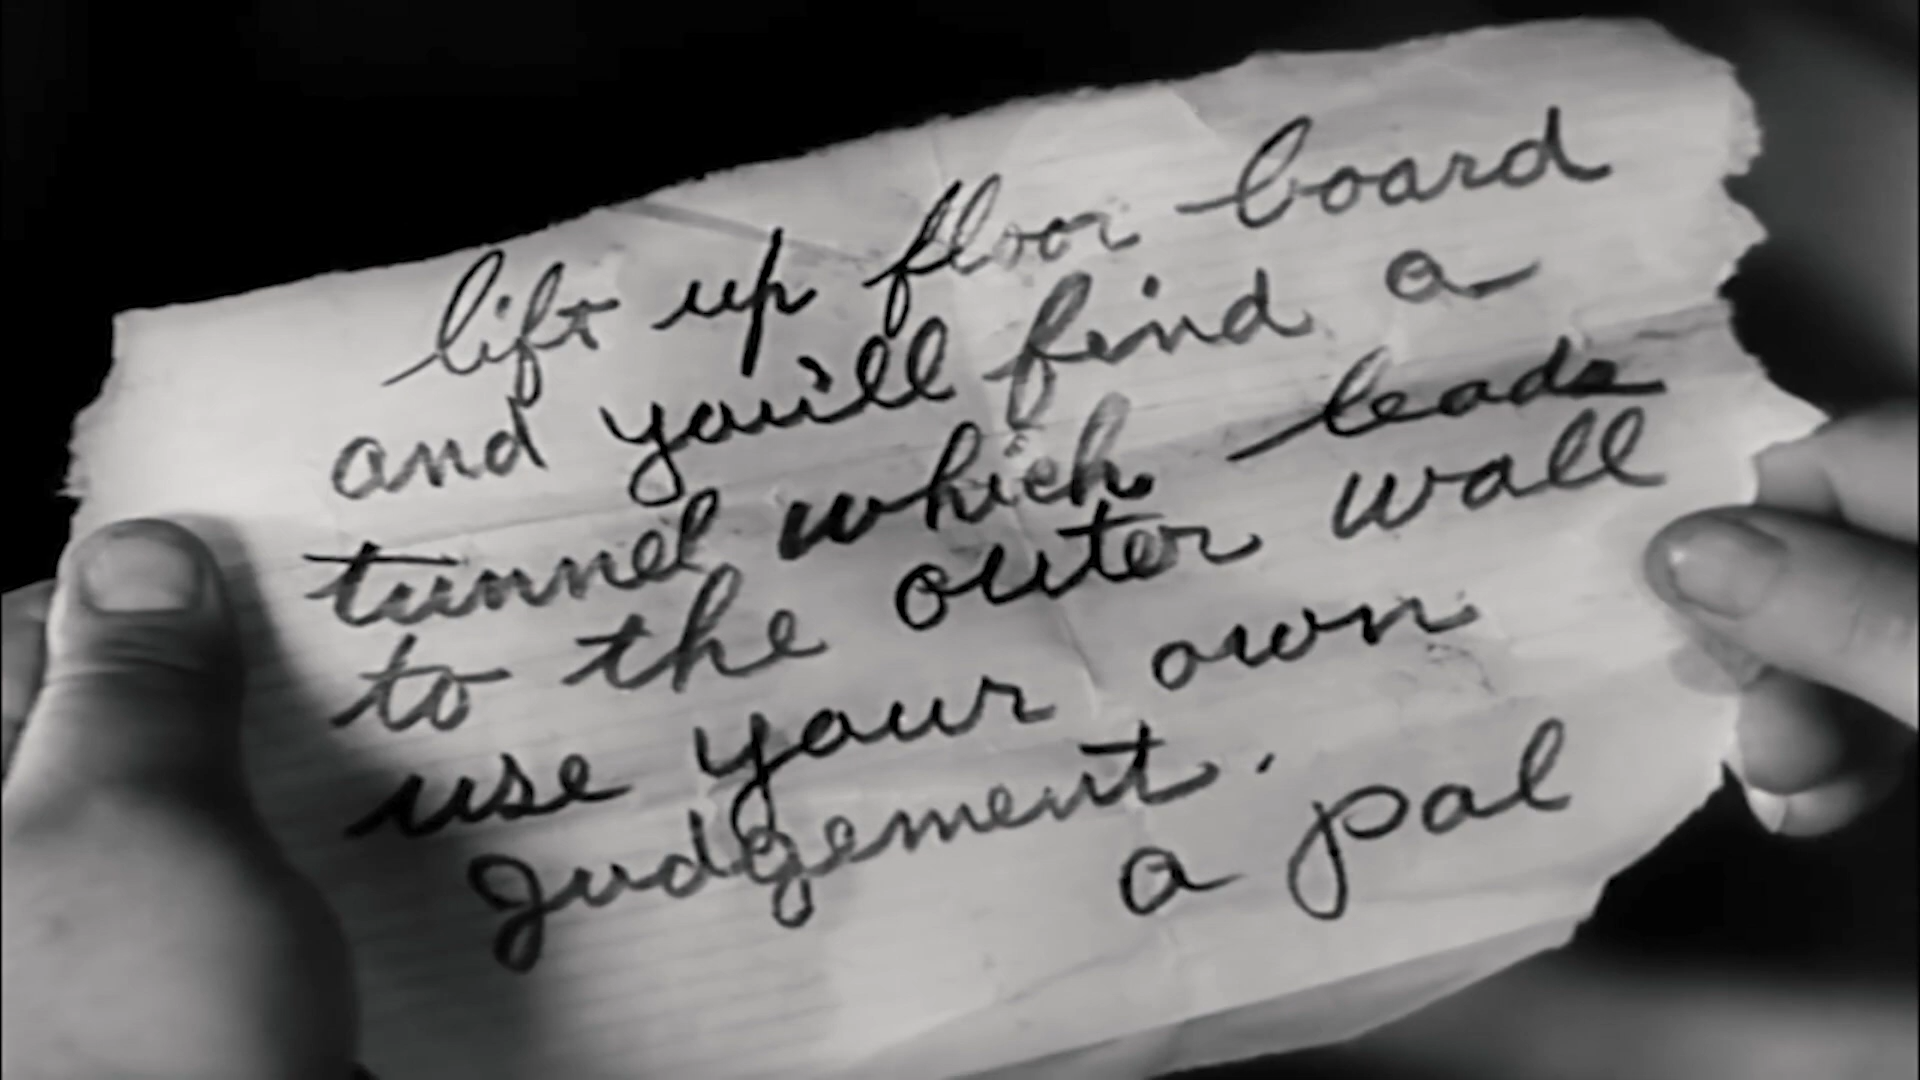 lift up floor board
and you'll find a
tunnel which leads
to the outer wall
use your own
Judgement.
a pal